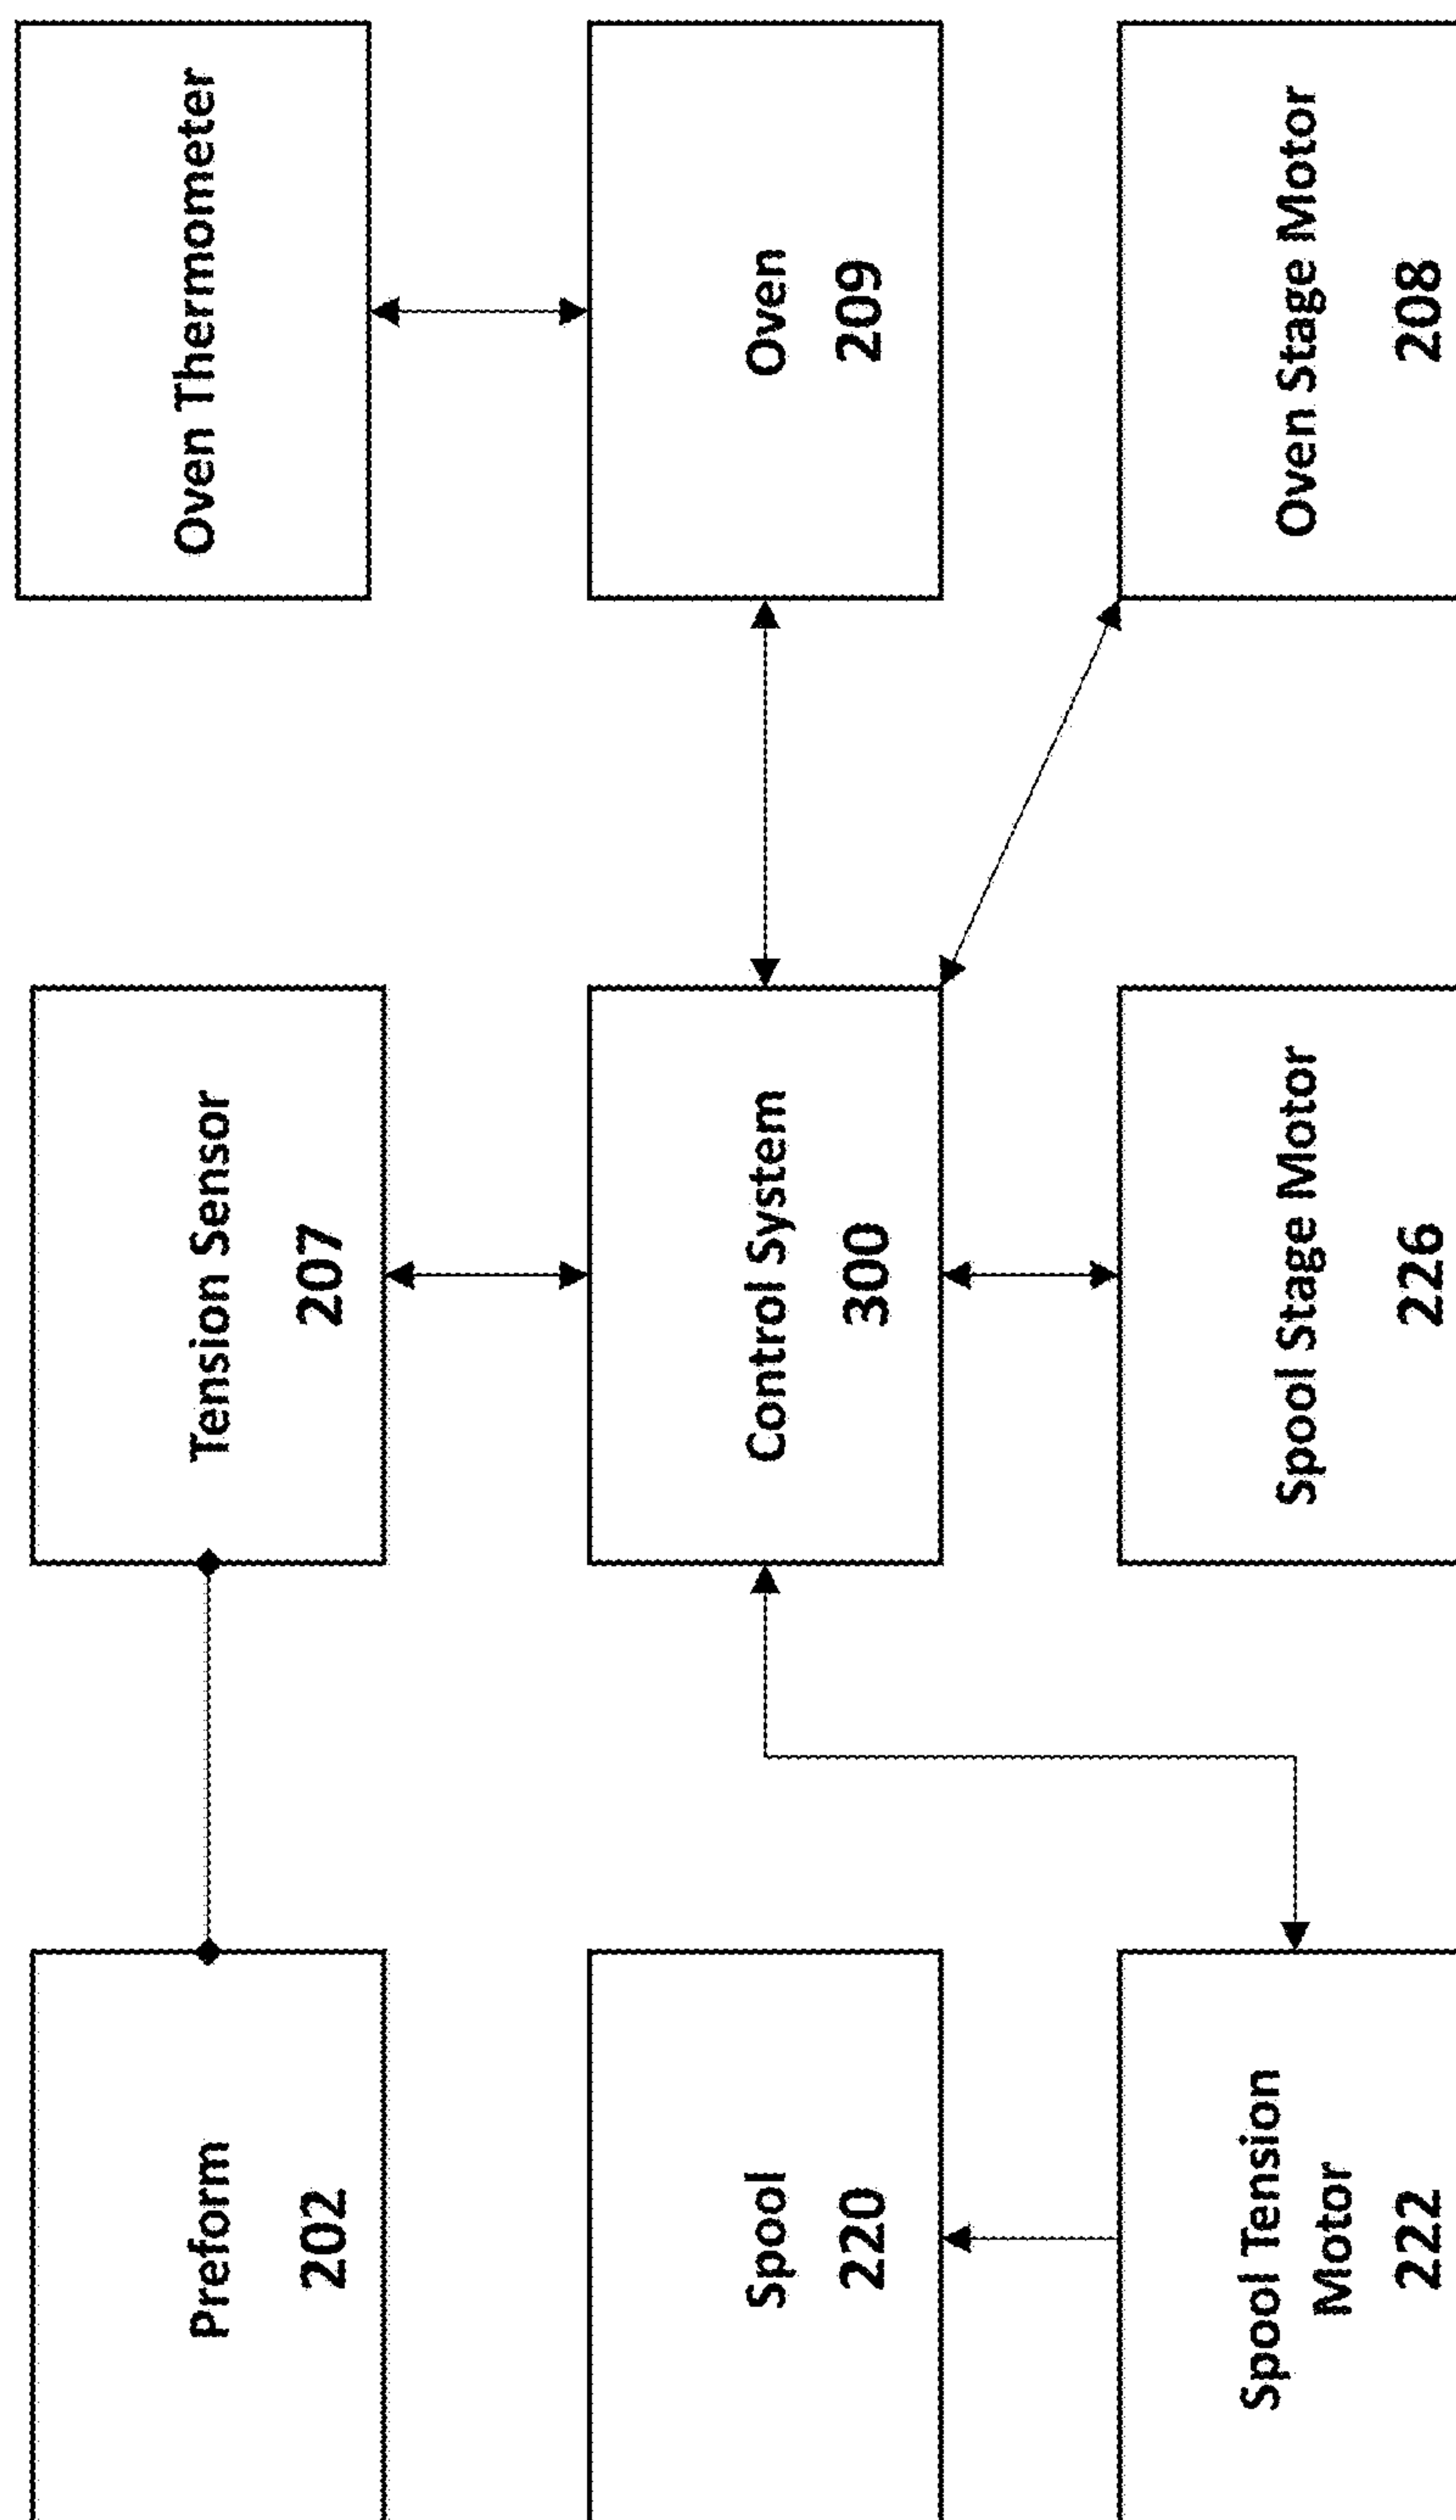 Preform
202
Tension Sensor
207
Oven Thermometer
Spool
220
Control System
300
Oven
209
Spool Tension
Motor
222
Spool Stage Motor
226
Oven Stage Motor
208